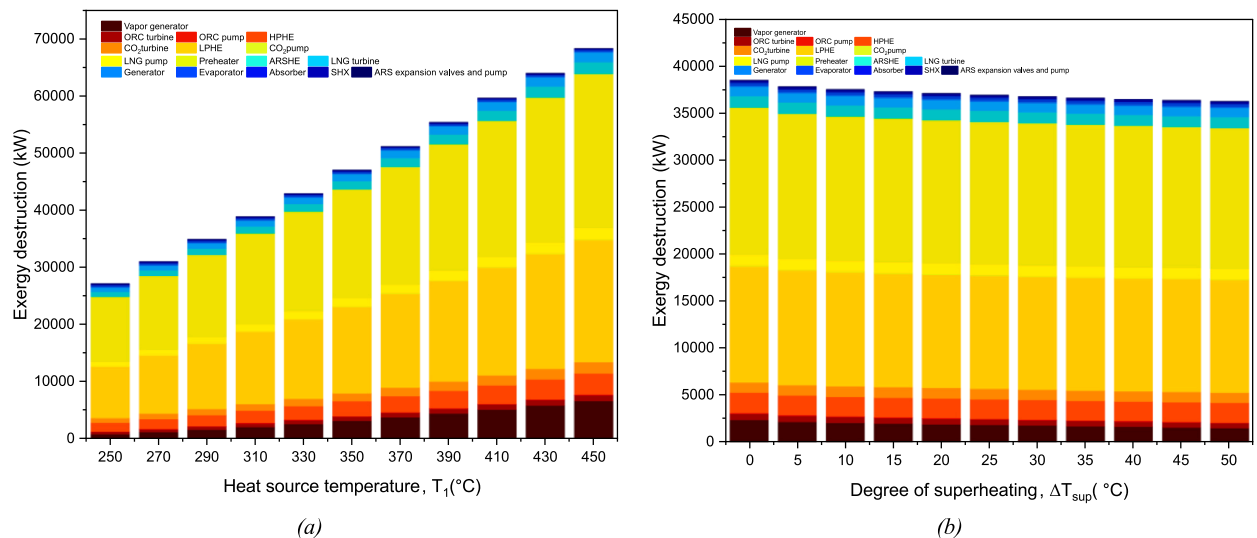 Vapor generator
ORC turbine ORC pump HPHE
CO₂turbine LPHE CO₂pump
LNG pump Preheater ARSHE LNG turbine
Generator Evaporator Absorber SHX ARS expansion valves and pump
70000
60000
50000
40000
30000
20000
10000
0
Exergy destruction (kW)
250 270 290 310 330 350 370 390 410 430 450
Heat source temperature, T₁(°C)
(a)
Vapor generator
ORC turbine ORC pump HPHE
CO₂turbine LPHE CO₂pump
LNG pump Preheater ARSHE LNG turbine
Generator Evaporator Absorber SHX ARS expansion valves and pump
45000
40000
35000
30000
25000
20000
15000
10000
5000
0
Exergy destruction (kW)
0 5 10 15 20 25 30 35 40 45 50
Degree of superheating, ΔTsup( °C)
(b)